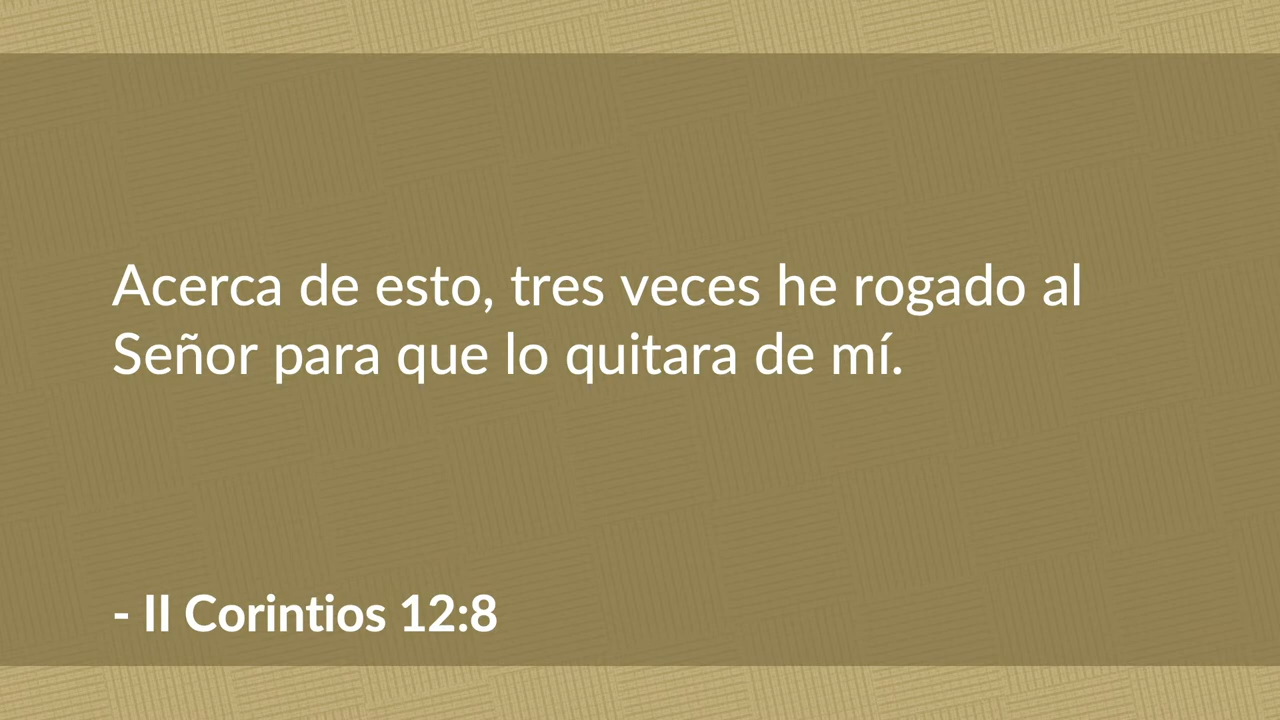 Acerca de esto, tres veces he rogado al
Señor para que lo quitara de mí.
- II Corintios 12:8